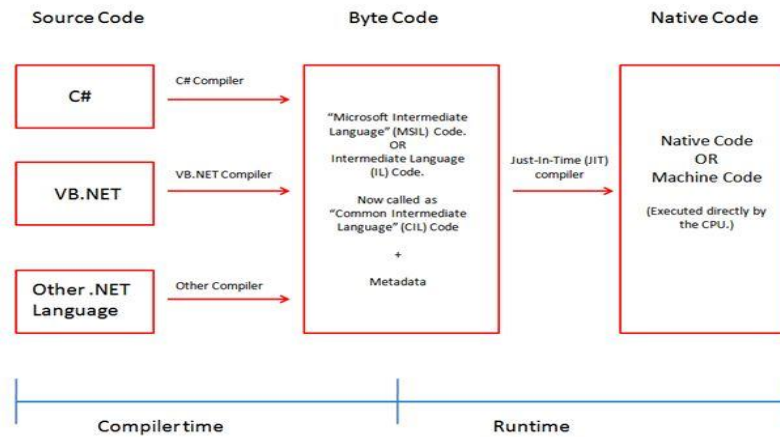 Source Code
Byte Code
Native Code
C#
C# Compiler
VB.NET
VB.NET Compiler
Other .NET
Language
Other Compiler
"Microsoft Intermediate
Language" (MSIL) Code.
OR
Intermediate Language
(IL) Code.
Now called as
"Common Intermediate
Language" (CIL) Code
+
Metadata
Just-In-Time (JIT)
compiler
Native Code
OR
Machine Code
(Executed directly by
the CPU.)
Compiler time
Runtime